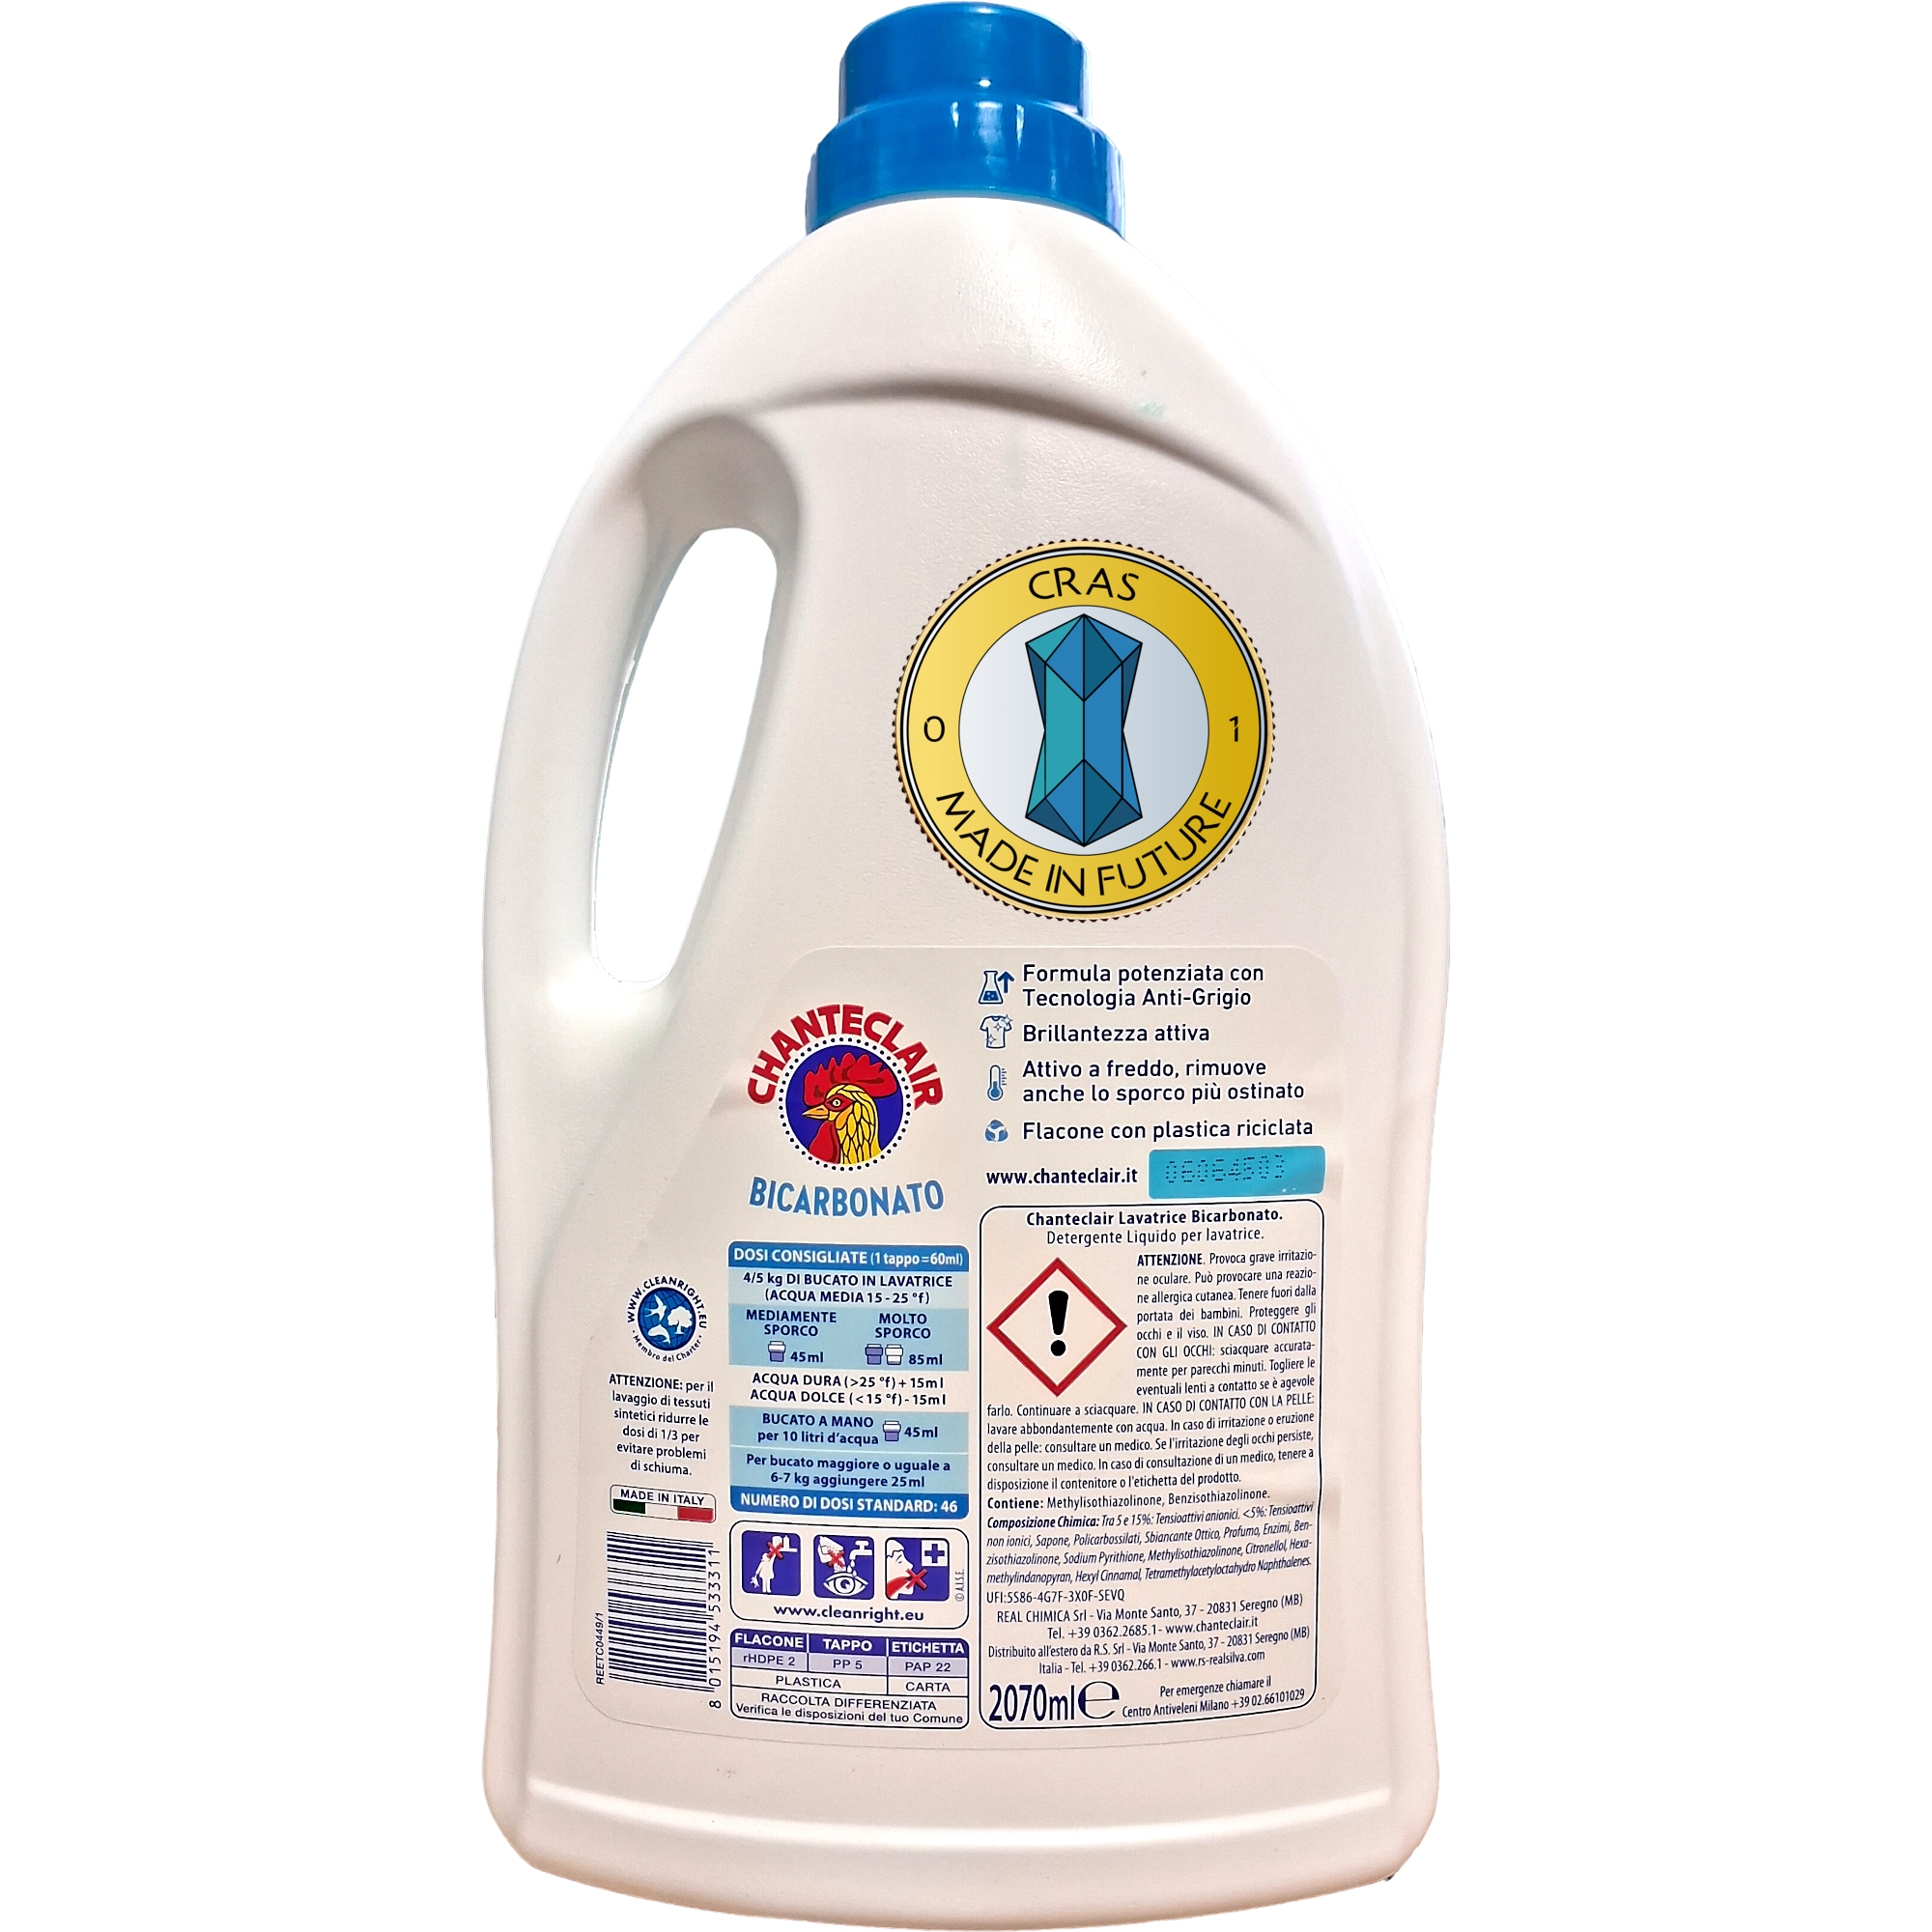 CRAS
0 1
MADE IN FUTURE
Formula potenziata con
Tecnologia Anti-Grigio
Brillantezza attiva
Attivo a freddo, rimuove
anche lo sporco più ostinato
Flacone con plastica riciclata
www.chanteclair.it
CHANTECLAIR
BICARBONATO
DOSI CONSIGLIATE (1 tappo=60ml)
4/5 kg DI BUCATO IN LAVATRICE
(ACQUA MEDIA 15 - 25 °f)
MEDIAMENTE SPORCO
45ml
MOLTO SPORCO
85ml
ACQUA DURA (>25 °f) + 15ml
ACQUA DOLCE (<15 °f) - 15ml
BUCATO A MANO
per 10 litri d'acqua
45ml
Per bucato maggiore o uguale a
6-7 kg aggiungere 25ml
NUMERO DI DOSI STANDARD: 46
WWW.CLEANRIGHT.EU
Membro del Charter
ATTENZIONE: per il
lavaggio di tessuti
sintetici ridurre le
dosi di 1/3 per
evitare problemi
di schiuma.
MADE IN ITALY
REETC0449/1
8 015194 533311
© A.I.S.E.
www.cleanright.eu
FLACONE TAPPO ETICHETTA
rHDPE 2 PP 5 PAP 22
PLASTICA CARTA
RACCOLTA DIFFERENZIATA
Verifica le disposizioni del tuo Comune
Chanteclair Lavatrice Bicarbonato.
Detergente Liquido per lavatrice.
ATTENZIONE. Provoca grave irritazio-
ne oculare. Può provocare una reazio-
ne allergica cutanea. Tenere fuori dalla
portata dei bambini. Proteggere gli
occhi e il viso. IN CASO DI CONTATTO
CON GLI OCCHI: sciacquare accurata-
mente per parecchi minuti. Togliere le
eventuali lenti a contatto se è agevole
farlo. Continuare a sciacquare. IN CASO DI CONTATTO CON LA PELLE:
lavare abbondantemente con acqua. In caso di irritazione o eruzione
della pelle: consultare un medico. Se l'irritazione degli occhi persiste,
consultare un medico. In caso di consultazione di un medico, tenere a
disposizione il contenitore o l'etichetta del prodotto.
Contiene: Methylisothiazolinone, Benzisothiazolinone.
Composizione Chimica: Tra 5 e 15%: Tensioattivi anionici. <5%: Tensioattivi
non ionici, Sapone, Policarbossilati, Sbiancante Ottico, Profumo, Enzimi, Ben-
zisothiazolinone, Sodium Pyrithione, Methylisothiazolinone, Citronellol, Hexa-
methylindanopyran, Hexyl Cinnamal, Tetramethylacetyloctahydro Naphthalenes.
UFI:5S86-4G7F-3X0F-SEVQ
REAL CHIMICA Srl - Via Monte Santo, 37 - 20831 Seregno (MB)
Tel. +39 0362.2685.1 - www.chanteclair.it
Distribuito all'estero da R.S. Srl - Via Monte Santo, 37 - 20831 Seregno (MB)
Italia - Tel. +39 0362.266.1 - www.rs-realsilva.com
2070ml e
Per emergenze chiamare il
Centro Antiveleni Milano +39 02.66101029